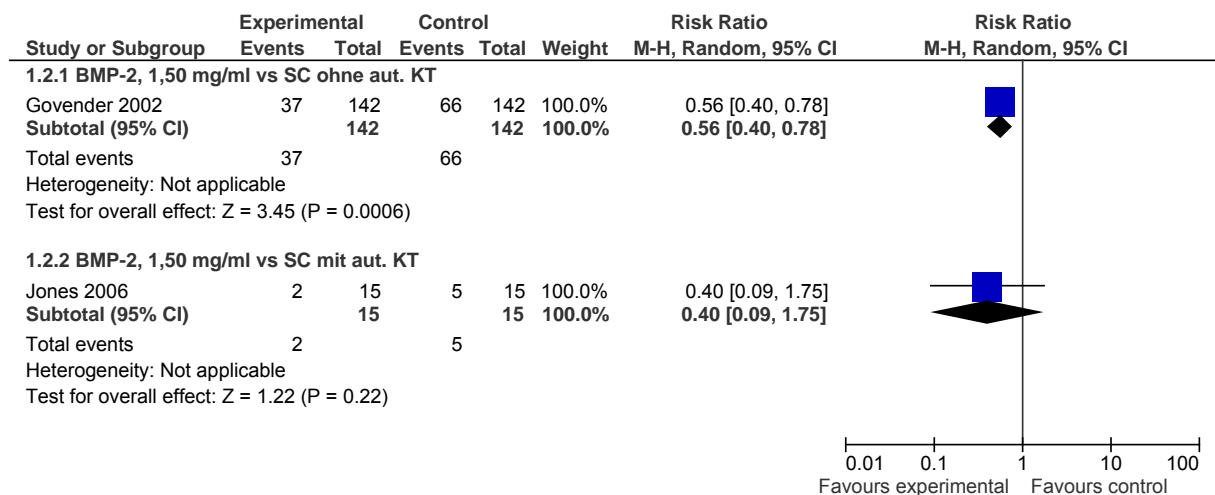 Experimental Control Risk Ratio Risk Ratio
Study or Subgroup Events Total Events Total Weight M-H, Random, 95% CI M-H, Random, 95% CI
1.2.1 BMP-2, 1,50 mg/ml vs SC ohne aut. KT
Govender 2002 37 142 66 142 100.0% 0.56 [0.40, 0.78]
Subtotal (95% CI) 142 142 100.0% 0.56 [0.40, 0.78]
Total events 37 66
Heterogeneity: Not applicable
Test for overall effect: Z = 3.45 (P = 0.0006)
1.2.2 BMP-2, 1,50 mg/ml vs SC mit aut. KT
Jones 2006 2 15 5 15 100.0% 0.40 [0.09, 1.75]
Subtotal (95% CI) 15 15 100.0% 0.40 [0.09, 1.75]
Total events 2 5
Heterogeneity: Not applicable
Test for overall effect: Z = 1.22 (P = 0.22)
0.01 0.1 1 10 100
Favours experimental Favours control